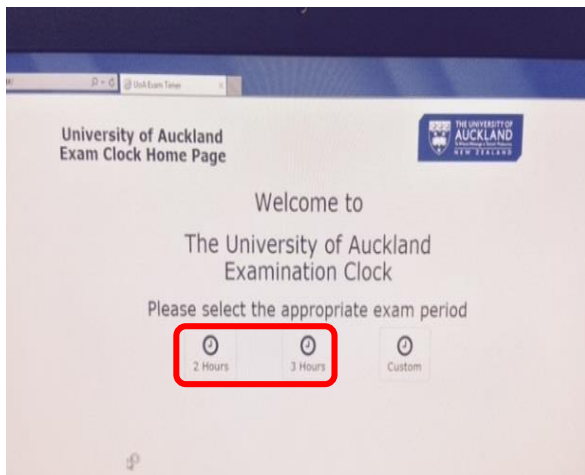 UoA Exam Timer
University of Auckland
Exam Clock Home Page
THE UNIVERSITY OF
AUCKLAND
NEW ZEALAND
Welcome to
The University of Auckland
Examination Clock
Please select the appropriate exam period
2 Hours
3 Hours
Custom